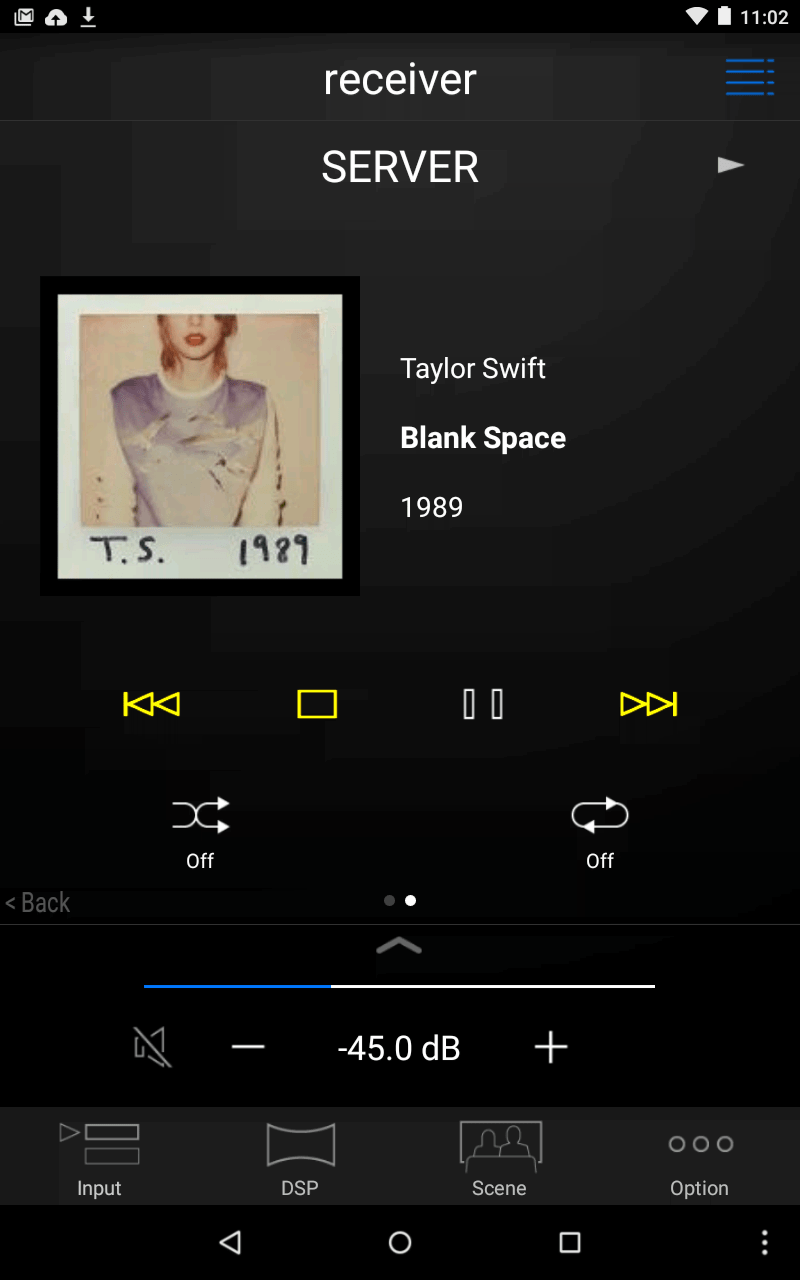 11:02
receiver
SERVER
Taylor Swift
Blank Space
1989
T.S. 1989
Off
Off
< Back
-45.0 dB
Input
DSP
Scene
Option